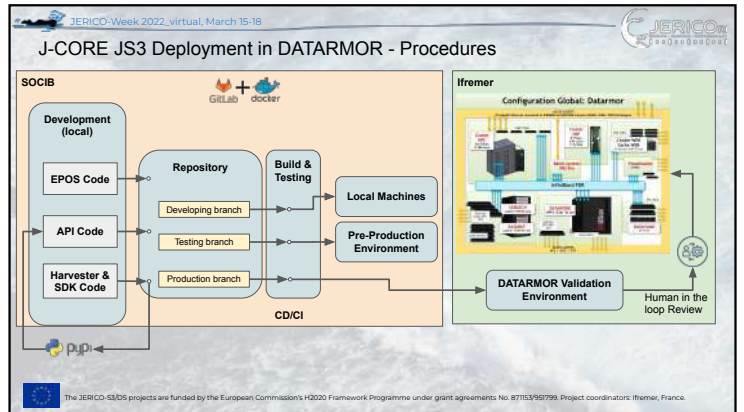 JERICO-Week 2022_virtual, March 15-18
JERICO
J-CORE JS3 Deployment in DATARMOR - Procedures
SOCIB
GitLab
+
docker
Ifremer
Development
(local)
EPOS Code
API Code
Harvester &
SDK Code
Repository
Developing branch
Testing branch
Production branch
Build &
Testing
Local Machines
Pre-Production
Environment
CD/CI
Configuration Global: Datarmor
DATARMOR Validation
Environment
Human in the
loop Review
pypi
The JERICO-S3/DS projects are funded by the European Commission's H2020 Framework Programme under grant agreements No. 871153/951799. Project coordinators: Ifremer, France.